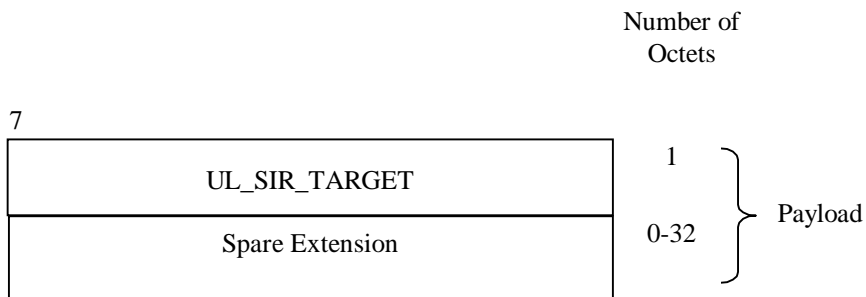 Number of
Octets
7
UL_SIR_TARGET
1
Payload
Spare Extension
0-32